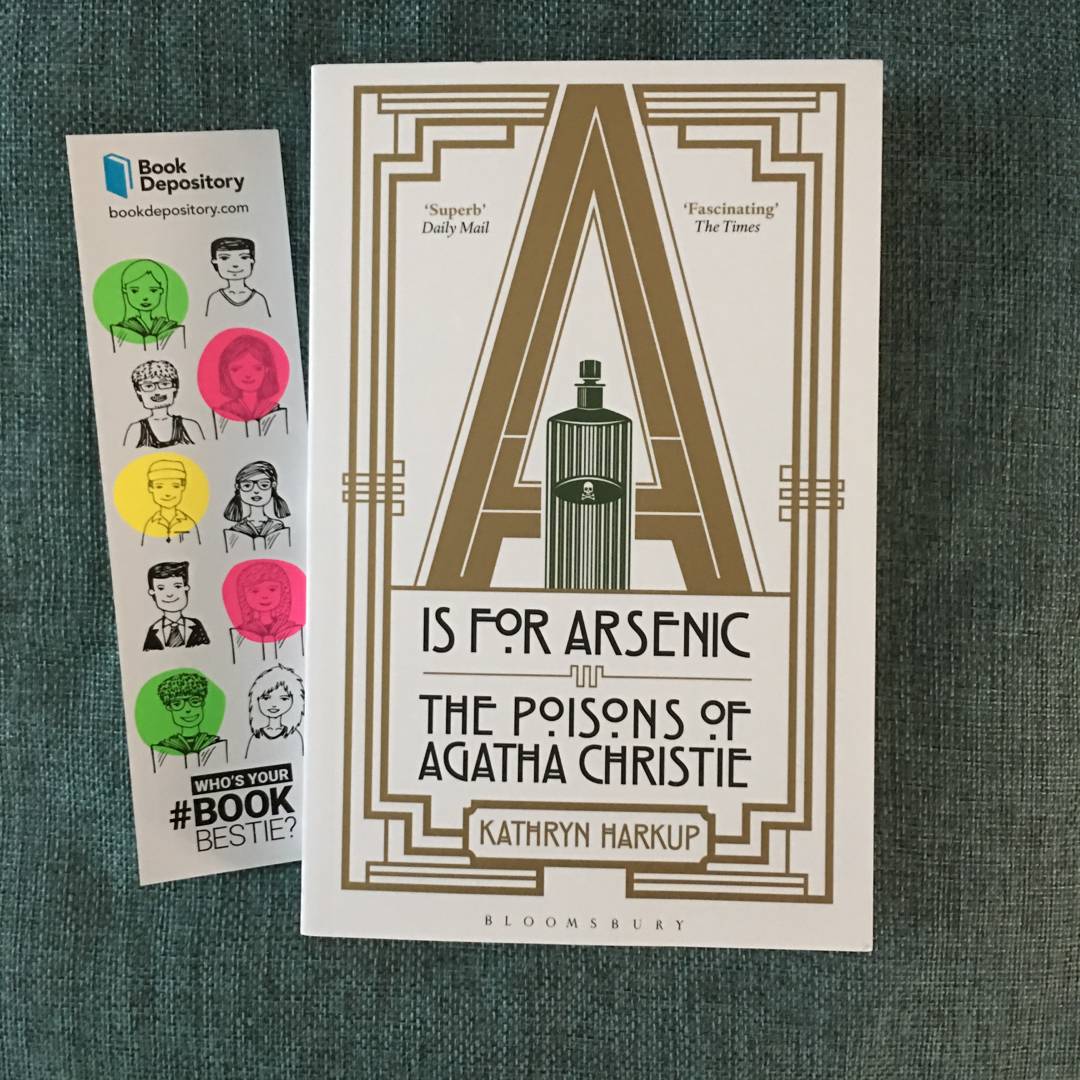 Book
Depository
bookdepository.com
WHO'S YOUR
#BOOK
BESTIE?
'Superb'
Daily Mail
'Fascinating'
The Times
A
IS FOR ARSENIC
THE POISONS OF
AGATHA CHRISTIE
KATHRYN HARKUP
BLOOMSBURY